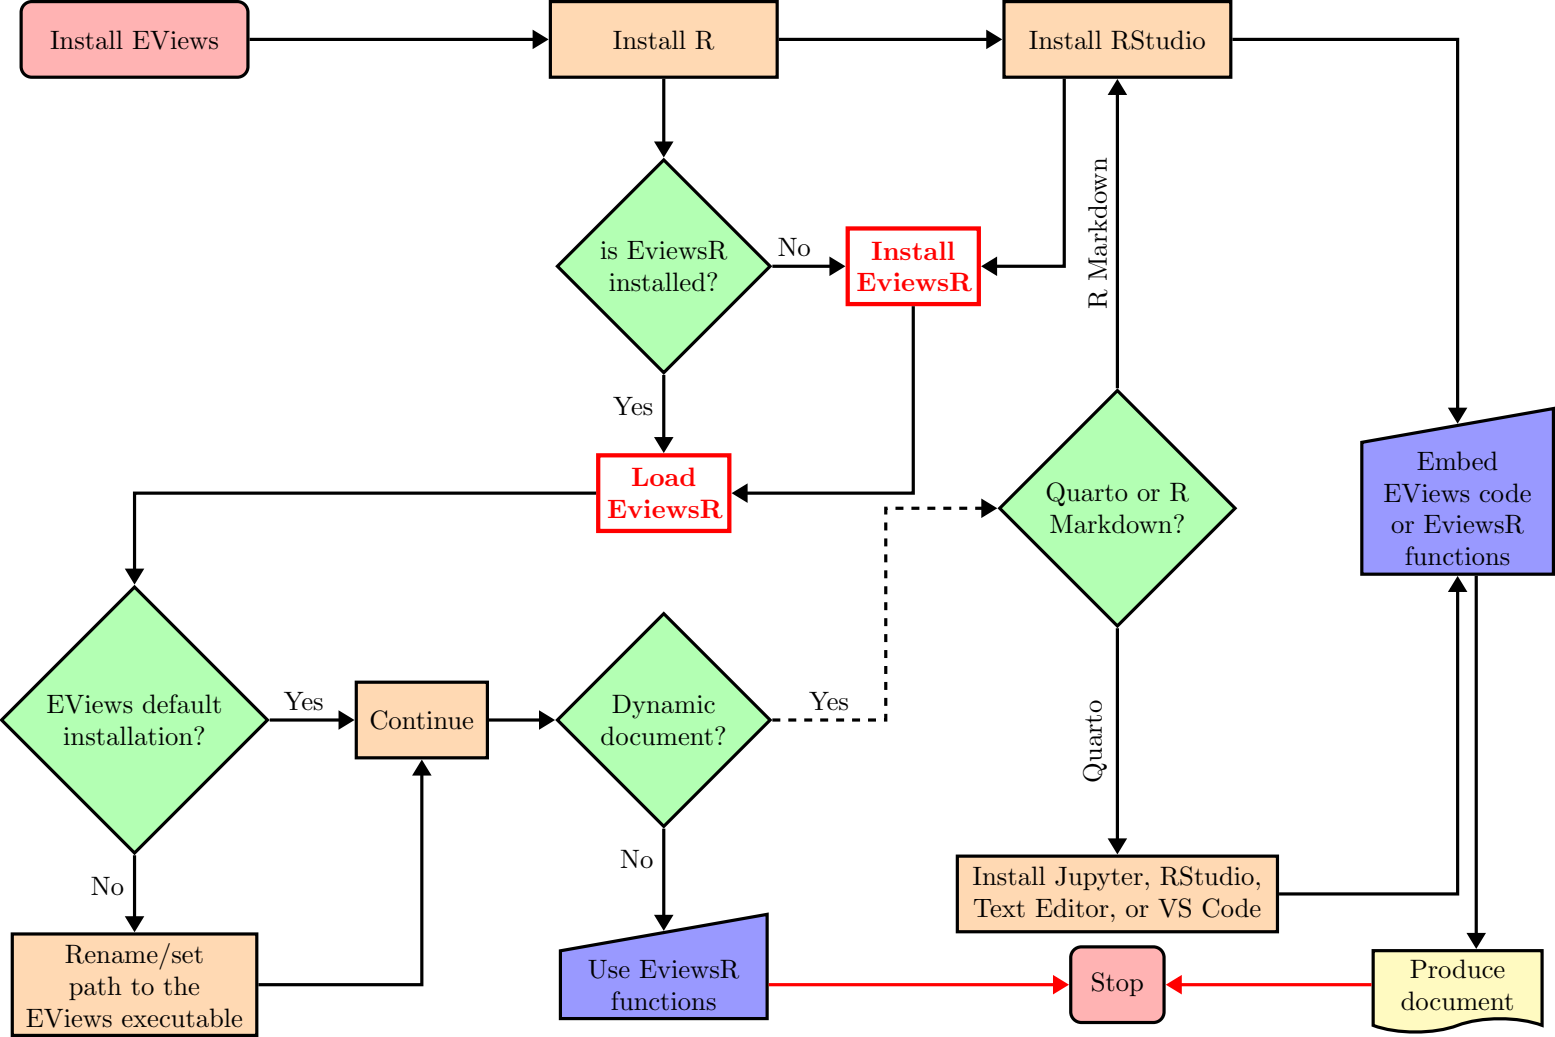 Install EViews
Install R
Install RStudio
is EviewsR
installed?
No
Install
EviewsR
R Markdown
Yes
Load
EviewsR
Quarto or R
Markdown?
Embed
EViews code
or EviewsR
functions
EViews default
installation?
Yes
Continue
Dynamic
document?
Yes
Quarto
No
No
Install Jupyter, RStudio,
Text Editor, or VS Code
Rename/set
path to the
EViews executable
Use EviewsR
functions
Stop
Produce
document